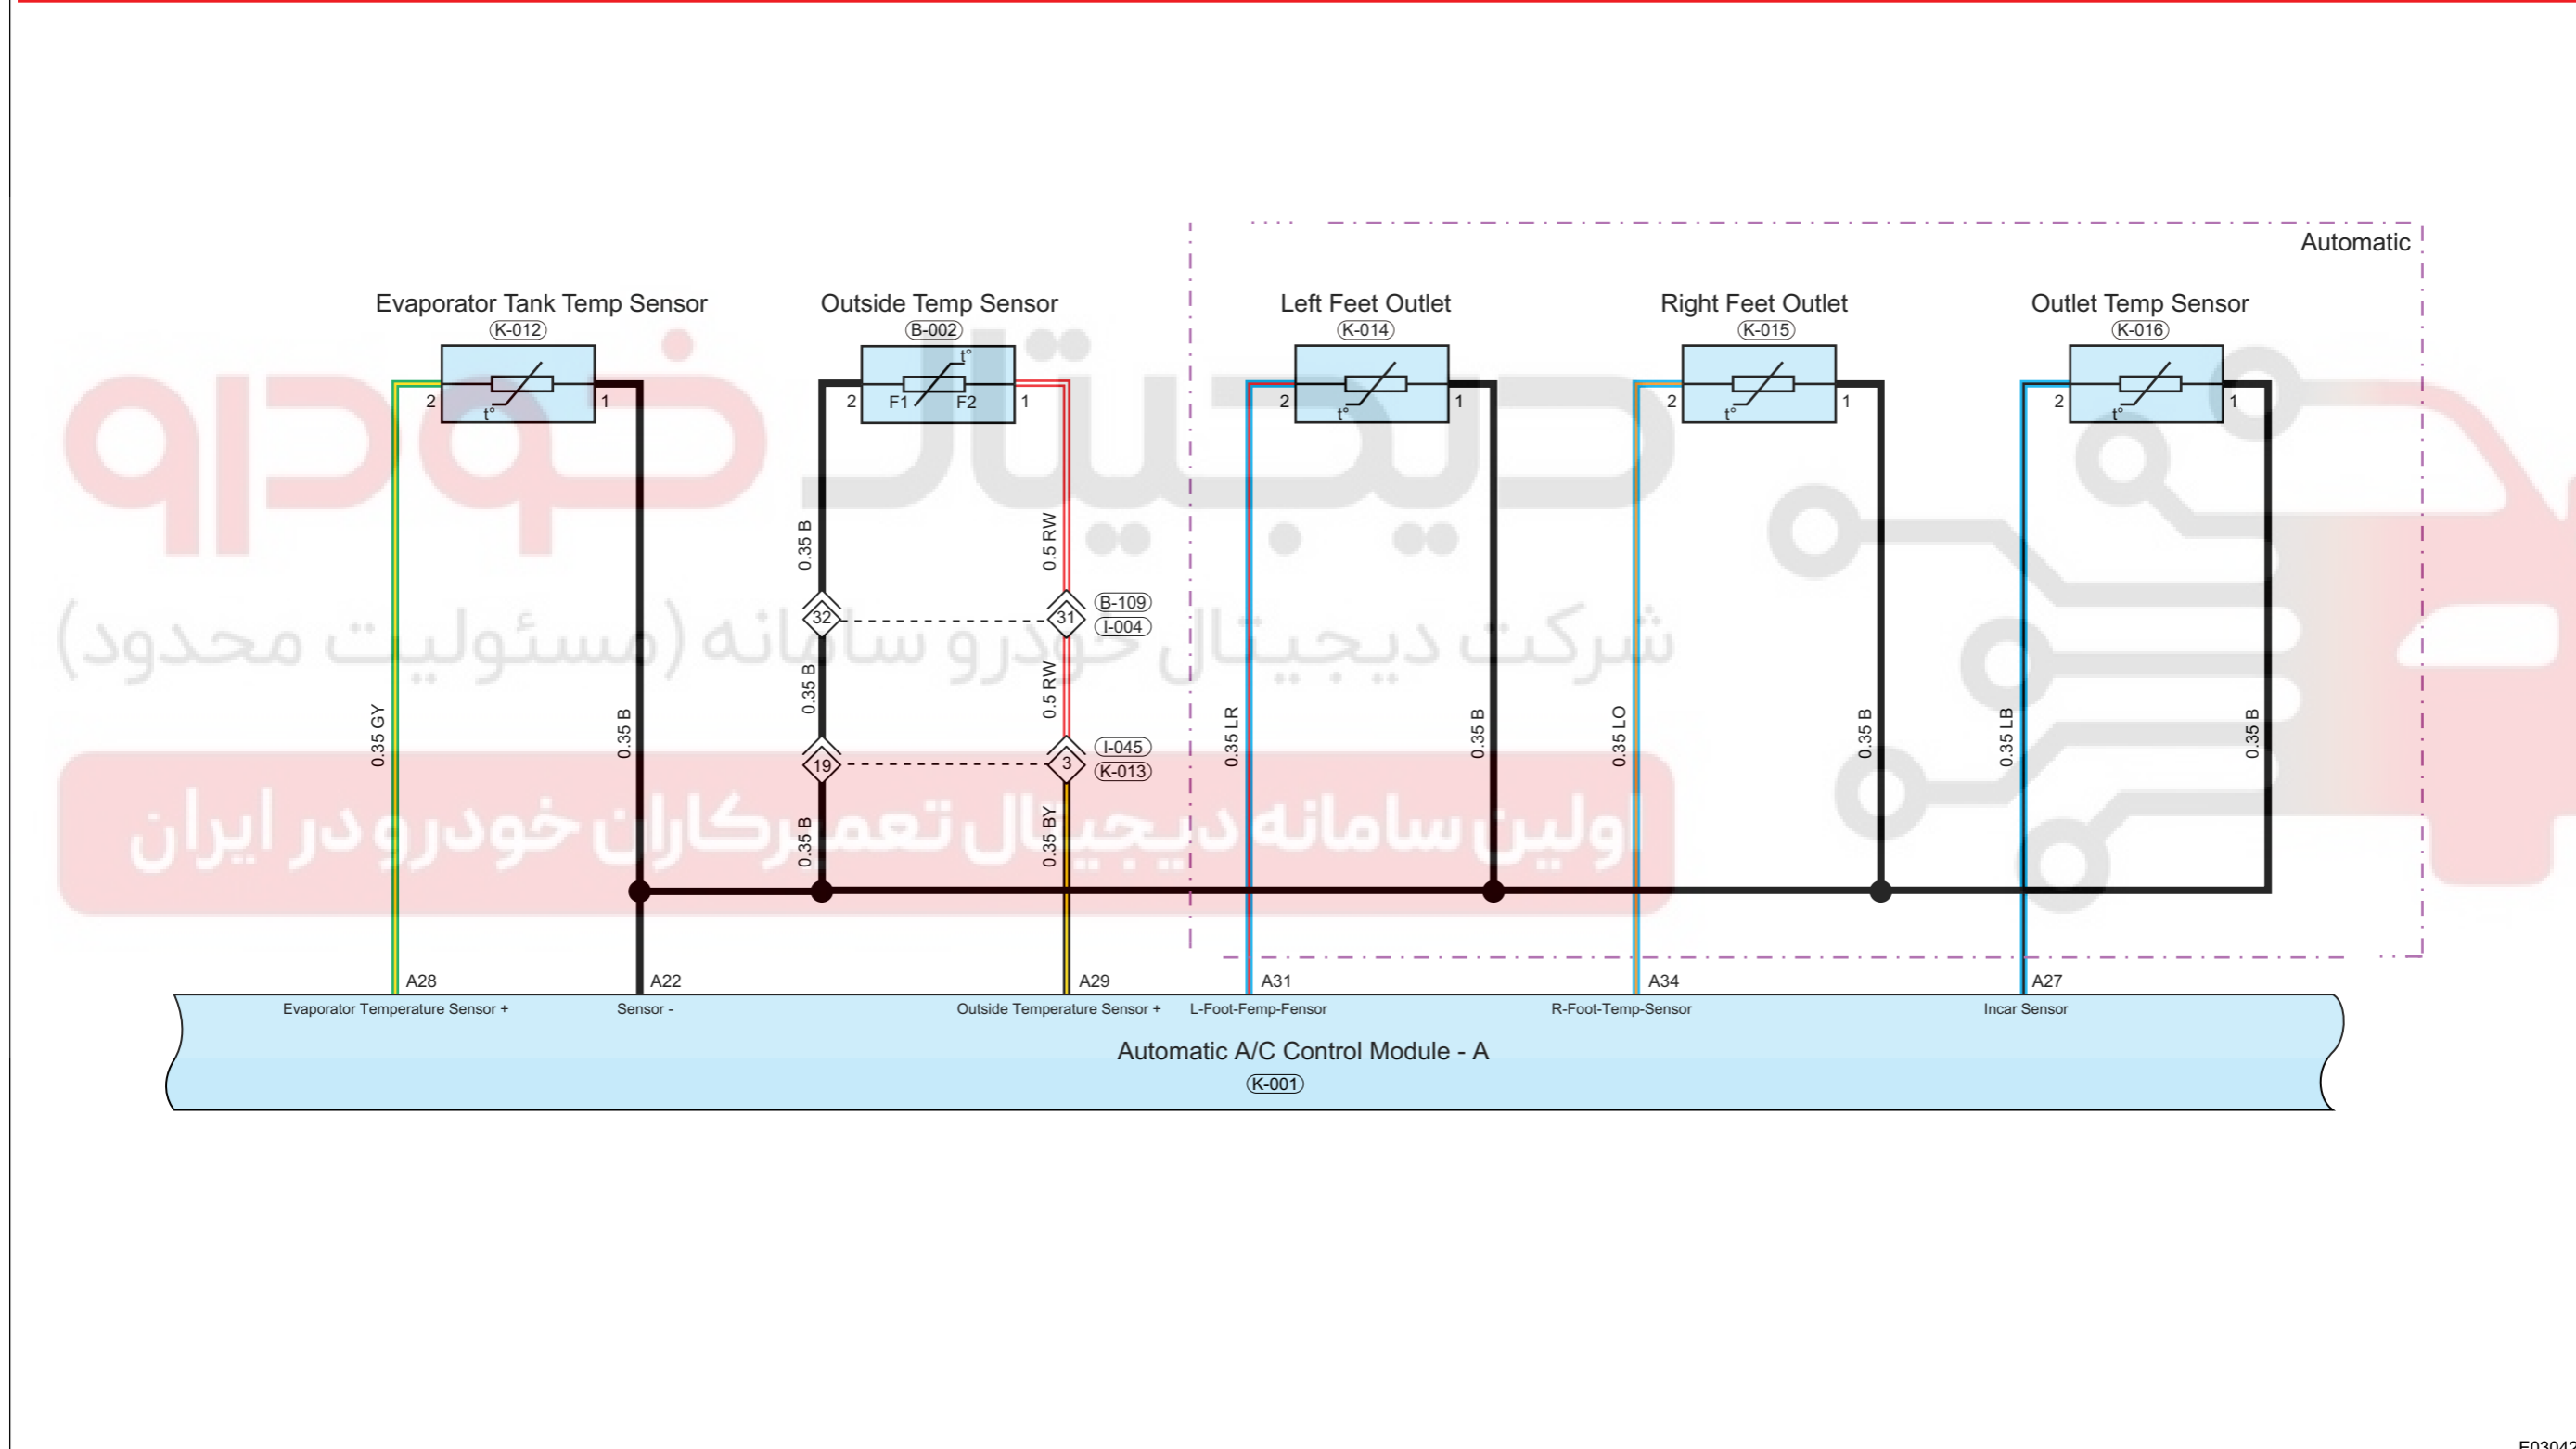 Automatic
Evaporator Tank Temp Sensor
K-012
Outside Temp Sensor
B-002
Left Feet Outlet
K-014
Right Feet Outlet
K-015
Outlet Temp Sensor
K-016
t°
t°
t°
t°
t°
2
1
2
F1
F2
1
2
1
2
1
2
1
دیجیتال خودرو
0.35 B
0.5 RW
32
31
B-109
I-004
شرکت دیجیتال خودرو سامانه (مسئولیت محدود)
0.35 GY
0.35 B
0.35 B
0.5 RW
0.35 LR
0.35 B
0.35 LO
0.35 B
0.35 LB
0.35 B
19
3
I-045
K-013
اولین سامانه دیجیتال تعمیرکاران خودرو در ایران
0.35 B
0.35 BY
A28
A22
A29
A31
A34
A27
Evaporator Temperature Sensor +
Sensor -
Outside Temperature Sensor +
L-Foot-Femp-Fensor
R-Foot-Temp-Sensor
Incar Sensor
Automatic A/C Control Module - A
K-001